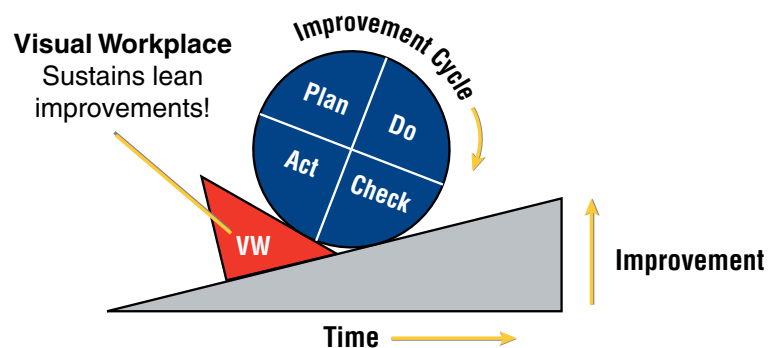 Visual Workplace
Sustains lean
improvements!
Improvement Cycle
Plan
Do
Act
Check
VW
Improvement
Time